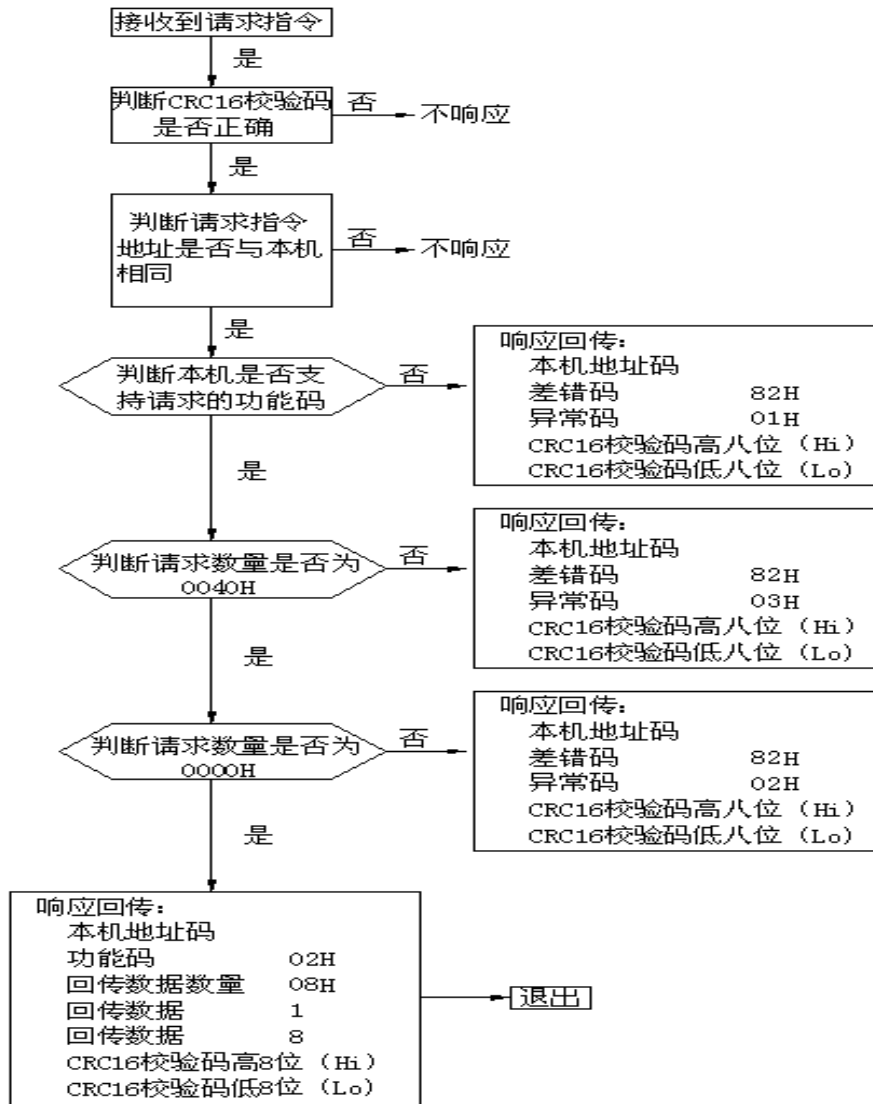 接收到请求指令
是
判断CRC16校验码
是否正确
否
不响应
是
判断请求指令
地址是否与本机
相同
否
不响应
是
判断本机是否支
持请求的功能码
否
响应回传：
本机地址码
差错码 82H
异常码 01H
CRC16校验码高八位 (Hi)
CRC16校验码低八位 (Lo)
是
判断请求数量是否为
0040H
否
响应回传：
本机地址码
差错码 82H
异常码 03H
CRC16校验码高八位 (Hi)
CRC16校验码低八位 (Lo)
是
判断请求数量是否为
0000H
否
响应回传：
本机地址码
差错码 82H
异常码 02H
CRC16校验码高八位 (Hi)
CRC16校验码低八位 (Lo)
是
响应回传：
本机地址码
功能码 02H
回传数据数量 08H
回传数据 1
回传数据 8
CRC16校验码高8位 (Hi)
CRC16校验码低8位 (Lo)
退出